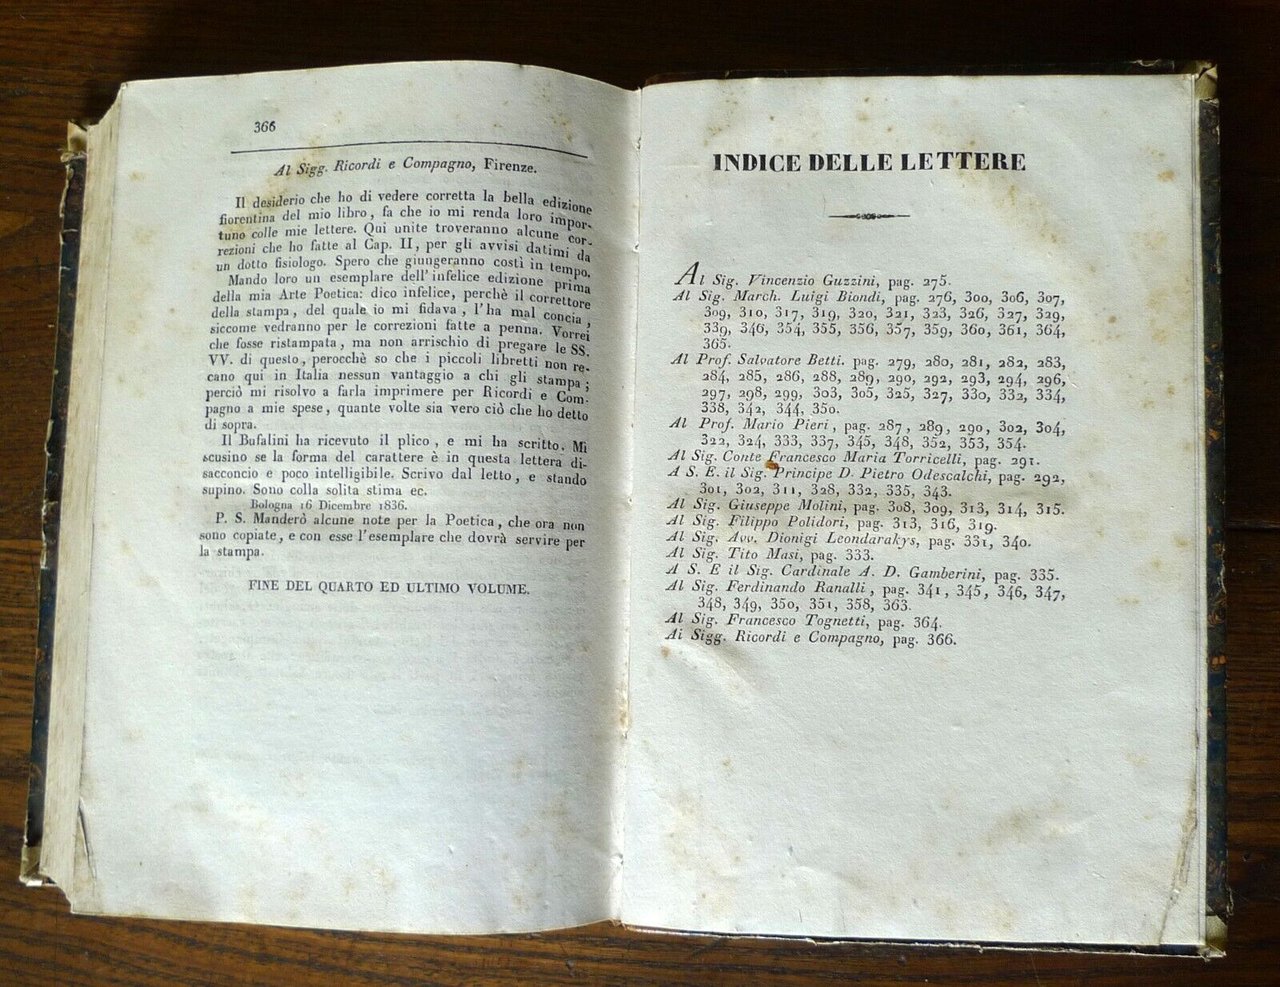 366
Al Sigg. Ricordi e Compagno, Firenze.
Il desiderio che ho di vedere corretta la bella edizione
fiorentina del mio libro, fa che io mi renda loro impor-
tuno colle mie lettere. Qui unite troveranno alcune cor-
rezioni che ho fatte al Cap. II, per gli avvisi datimi da
un dotto fisiologo. Spero che giungeranno costì in tempo.
Mando loro un esemplare dell'infelice edizione prima
della mia Arte Poetica: dico infelice, perchè il correttore
della stampa, del quale io mi fidava, l'ha mal concia,
siccome vedranno per le correzioni fatte a penna. Vorrei
che fosse ristampata, ma non arrischio di pregare le SS.
VV. di questo, perocchè so che i piccoli libretti non re-
cano qui in Italia nessun vantaggio a chi gli stampa;
perciò mi risolvo a farla imprimere per Ricordi e Com-
pagno a mie spese, quante volte sia vero ciò che ho detto
di sopra.
Il Bufalini ha ricevuto il plico, e mi ha scritto. Mi
scusino se la forma del carattere è in questa lettera di-
sacconcio e poco intelligibile. Scrivo dal letto, e stando
supino. Sono colla solita stima ec.
Bologna 16 Dicembre 1836.
P. S. Manderò alcune note per la Poetica, che ora non
sono copiate, e con esse l'esemplare che dovrà servire per
la stampa.
FINE DEL QUARTO ED ULTIMO VOLUME.
INDICE DELLE LETTERE
Al Sig. Vincenzio Guzzini, pag. 275.
Al Sig. March. Luigi Biondi, pag. 276, 300, 306, 307,
309, 310, 317, 319, 320, 321, 323, 326, 327, 329,
339, 346, 354, 355, 356, 357, 359, 360, 361, 364,
365.
Al Prof. Salvatore Betti. pag. 279, 280, 281, 282, 283,
284, 285, 286, 288, 289, 290, 292, 293, 294, 296,
297, 298, 299, 303, 305, 325, 327, 330, 332, 334,
338, 342, 344, 350.
Al Prof. Mario Pieri, pag. 287, 289, 290, 302, 304,
322, 324, 333, 337, 345, 348, 352, 353, 354.
Al Sig. Conte Francesco Maria Torricelli, pag. 291.
A S. E. il Sig. Principe D. Pietro Odescalchi, pag. 292,
301, 302, 311, 328, 332, 335, 343.
Al Sig. Giuseppe Molini, pag. 308, 309, 313, 314, 315.
Al Sig. Filippo Polidori, pag. 313, 316, 319.
Al Sig. Avv. Dionigi Leondarakys, pag. 331, 340.
Al Sig. Tito Masi, pag. 333.
A S. E il Sig. Cardinale A. D. Gamberini, pag. 335.
Al Sig. Ferdinando Ranalli, pag. 341, 345, 346, 347,
348, 349, 350, 351, 358, 363.
Al Sig. Francesco Tognetti, pag. 364.
Ai Sigg. Ricordi e Compagno, pag. 366.